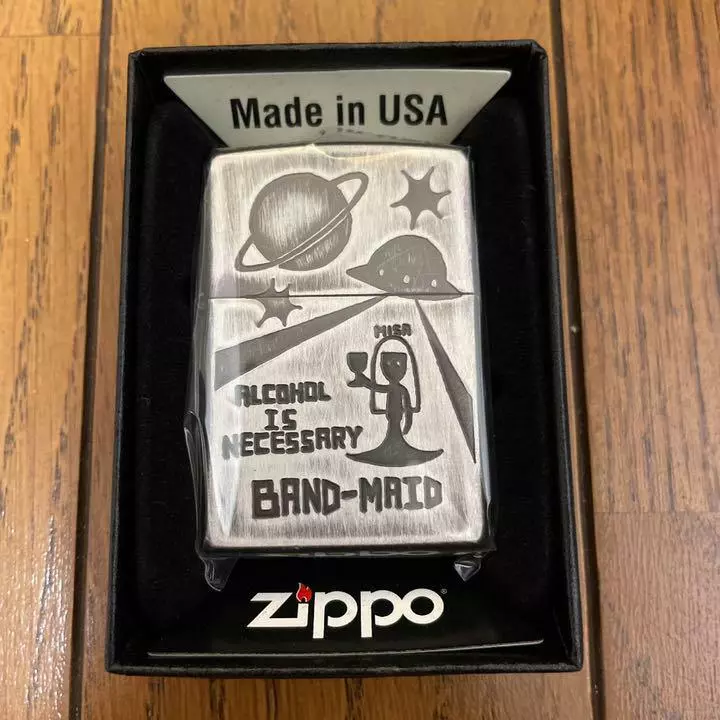 Made in USA
MISA
ALCOHOL
IS
NECESSARY
BAND-MAID
zippo®